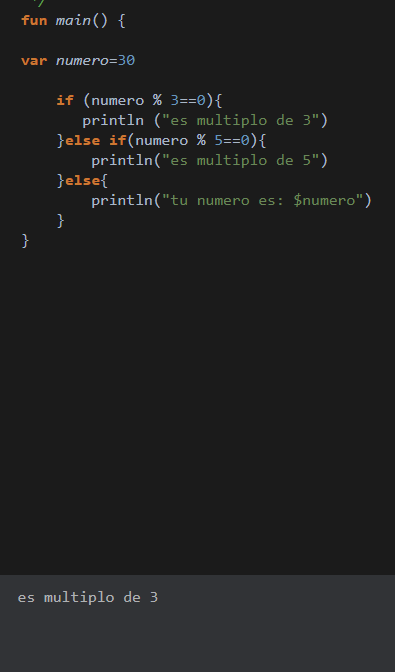 */
fun main() {
var numero=30
if (numero % 3==0){
println ("es multiplo de 3")
}else if(numero % 5==0){
println("es multiplo de 5")
}else{
println("tu numero es: $numero")
}
}
es multiplo de 3